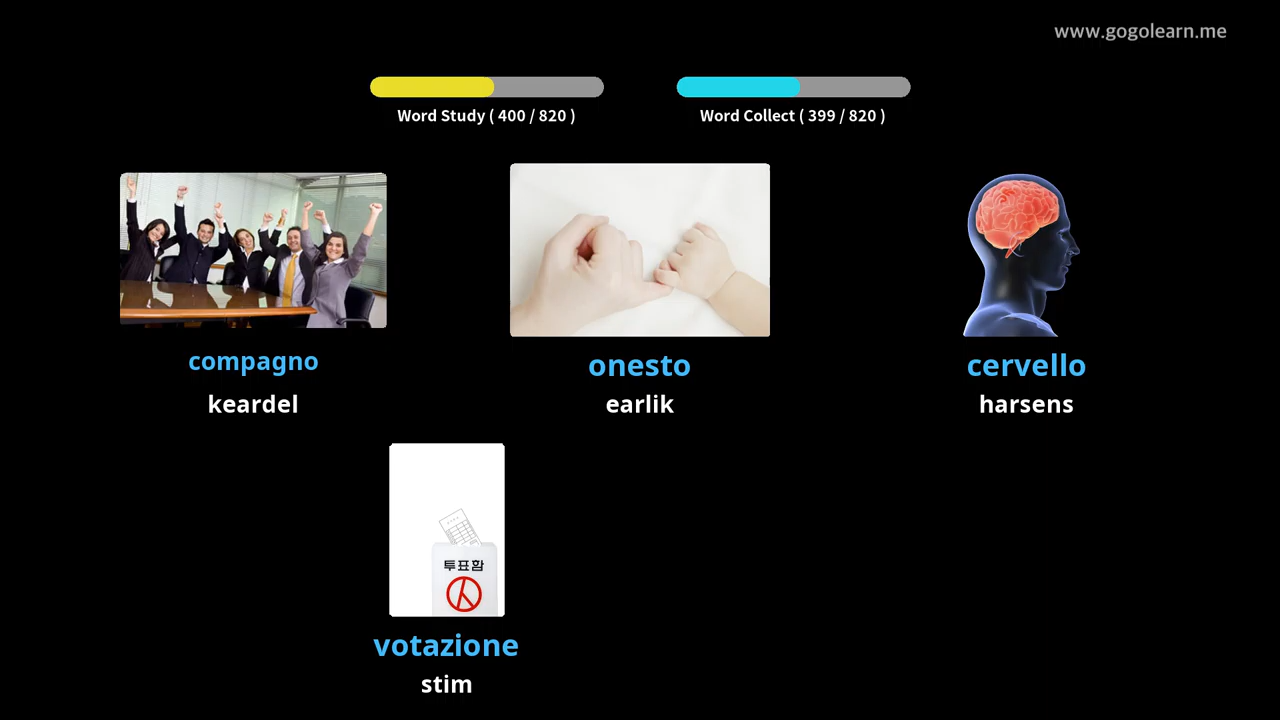 www.gogolearn.me
Word Study ( 400 / 820 )
Word Collect ( 399 / 820 )
compagno
keardel
onesto
earlik
cervello
harsens
투표함
votazione
stim